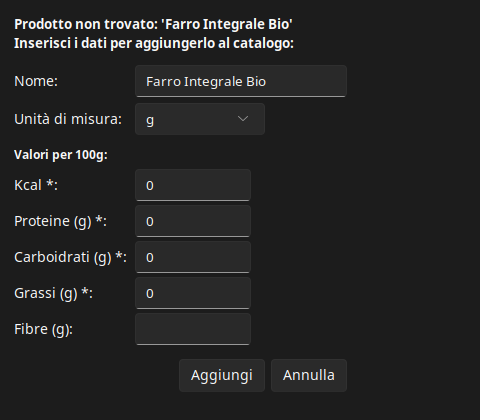 Prodotto non trovato: 'Farro Integrale Bio'
Inserisci i dati per aggiungerlo al catalogo:
Nome: Farro Integrale Bio
Unità di misura: g
Valori per 100g:
Kcal *: 0
Proteine (g) *: 0
Carboidrati (g) *: 0
Grassi (g) *: 0
Fibre (g):
Aggiungi Annulla